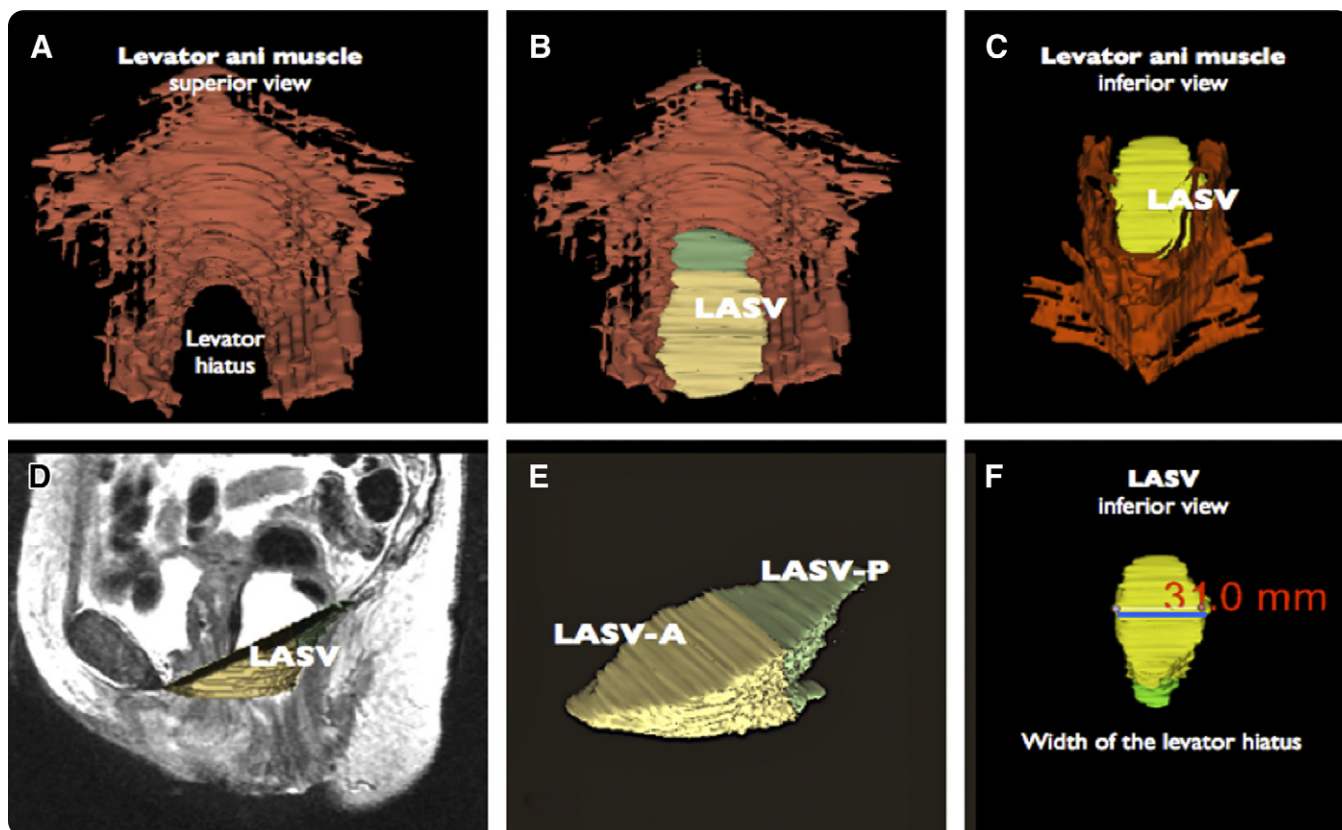 A
Levator ani muscle
superior view
Levator
hiatus
B
LASV
C
Levator ani muscle
inferior view
LASV
D
LASV
E
LASV-P
LASV-A
F
LASV
inferior view
31.0 mm
Width of the levator hiatus